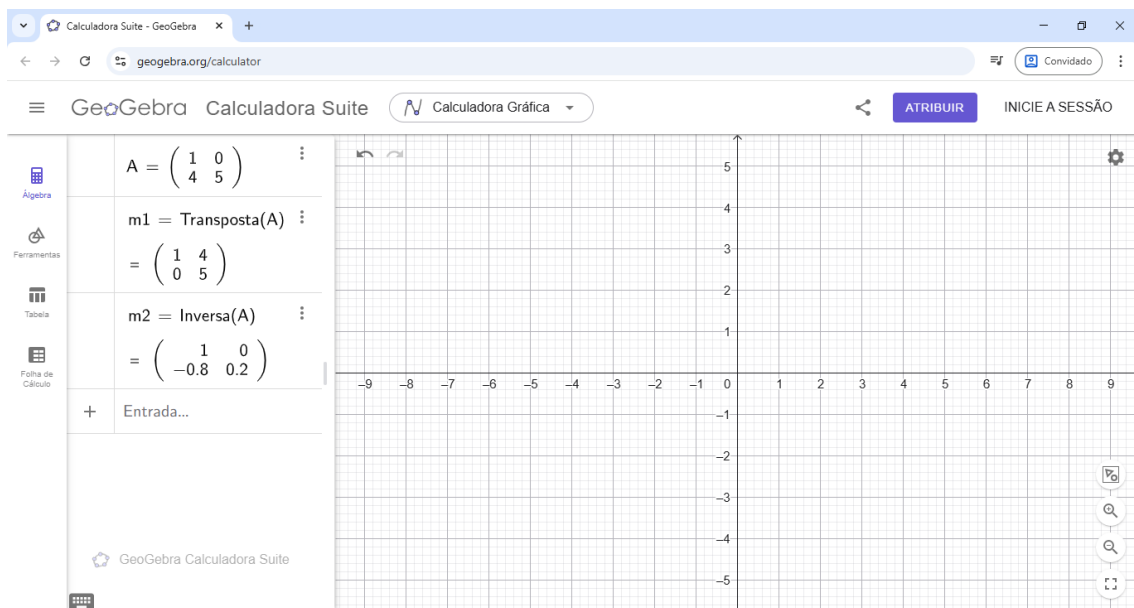 Calculadora Suite - GeoGebra
geogebra.org/calculator
Convidado
GeoGebra Calculadora Suite
Calculadora Gráfica
ATRIBUIR
INICIE A SESSÃO
Álgebra
Ferramentas
Tabela
Folha de
Cálculo
A = ( 1 0
4 5 )
m1 = Transposta(A)
= ( 1 4
0 5 )
m2 = Inversa(A)
= ( 1 0
−0.8 0.2 )
+ Entrada...
GeoGebra Calculadora Suite
5
4
3
2
1
−9 −8 −7 −6 −5 −4 −3 −2 −1 0 1 2 3 4 5 6 7 8 9
−1
−2
−3
−4
−5